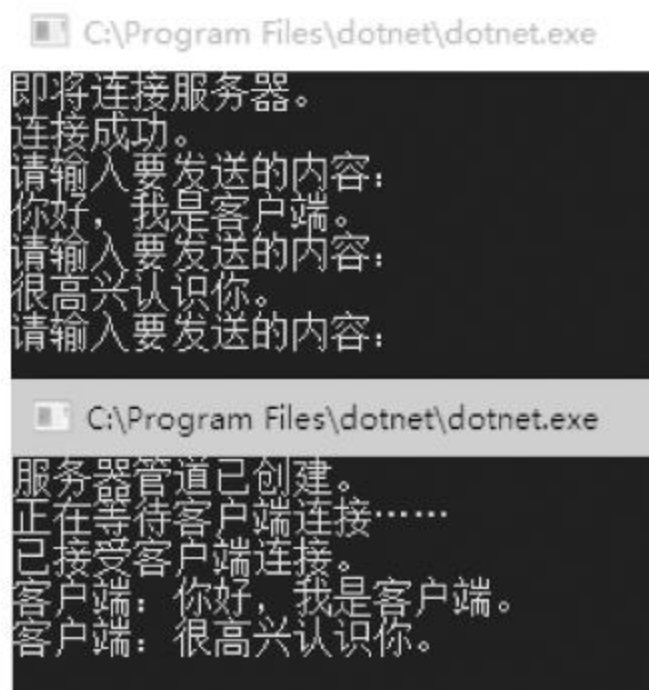 C:\Program Files\dotnet\dotnet.exe
即将连接服务器。
连接成功。
请输入要发送的内容：
你好，我是客户端。
请输入要发送的内容：
很高兴认识你。
请输入要发送的内容：
C:\Program Files\dotnet\dotnet.exe
服务器管道已创建。
正在等待客户端连接……
已接受客户端连接。
客户端：你好，我是客户端。
客户端：很高兴认识你。